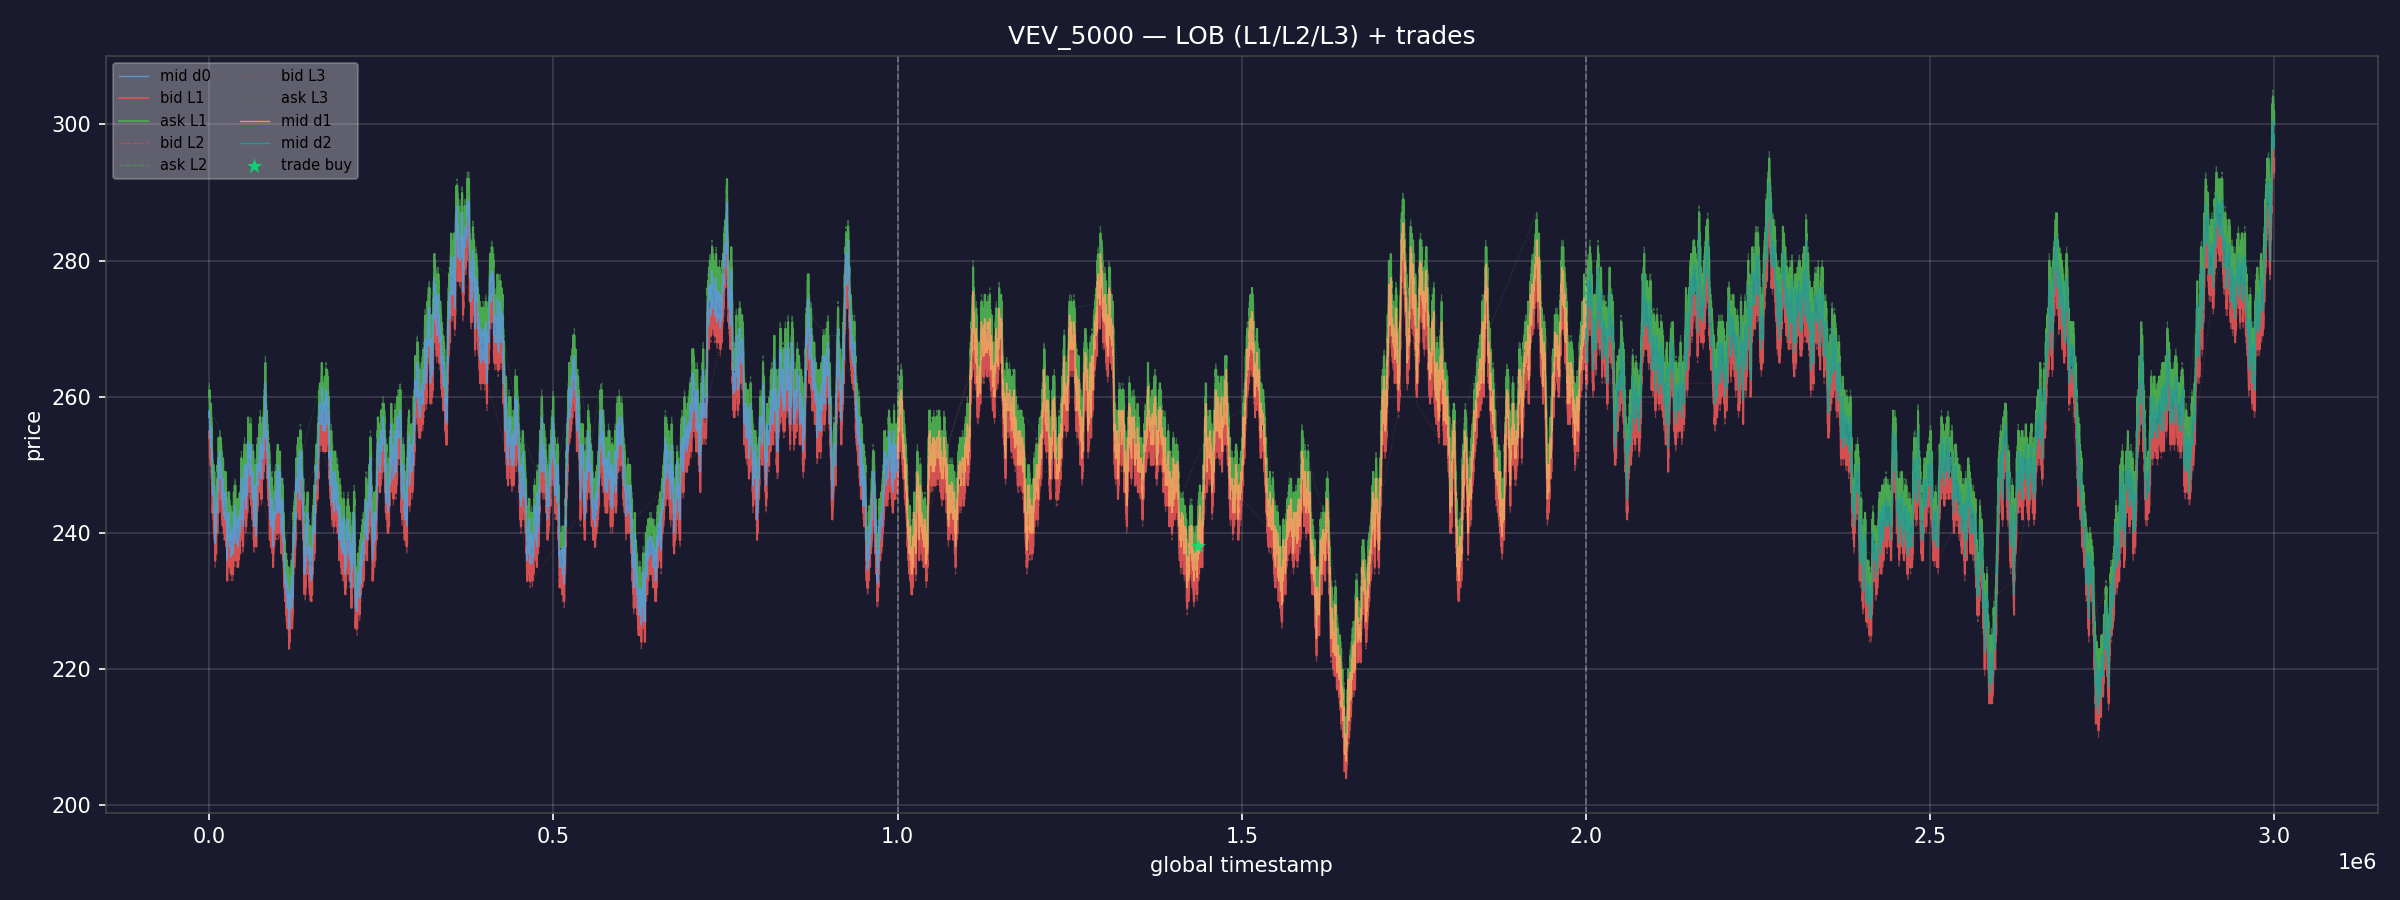 VEV_5000 — LOB (L1/L2/L3) + trades
mid d0
bid L1
ask L1
bid L2
ask L2
bid L3
ask L3
mid d1
mid d2
trade buy
300
280
260
240
220
200
price
0.0 0.5 1.0 1.5 2.0 2.5 3.0
1e6
global timestamp